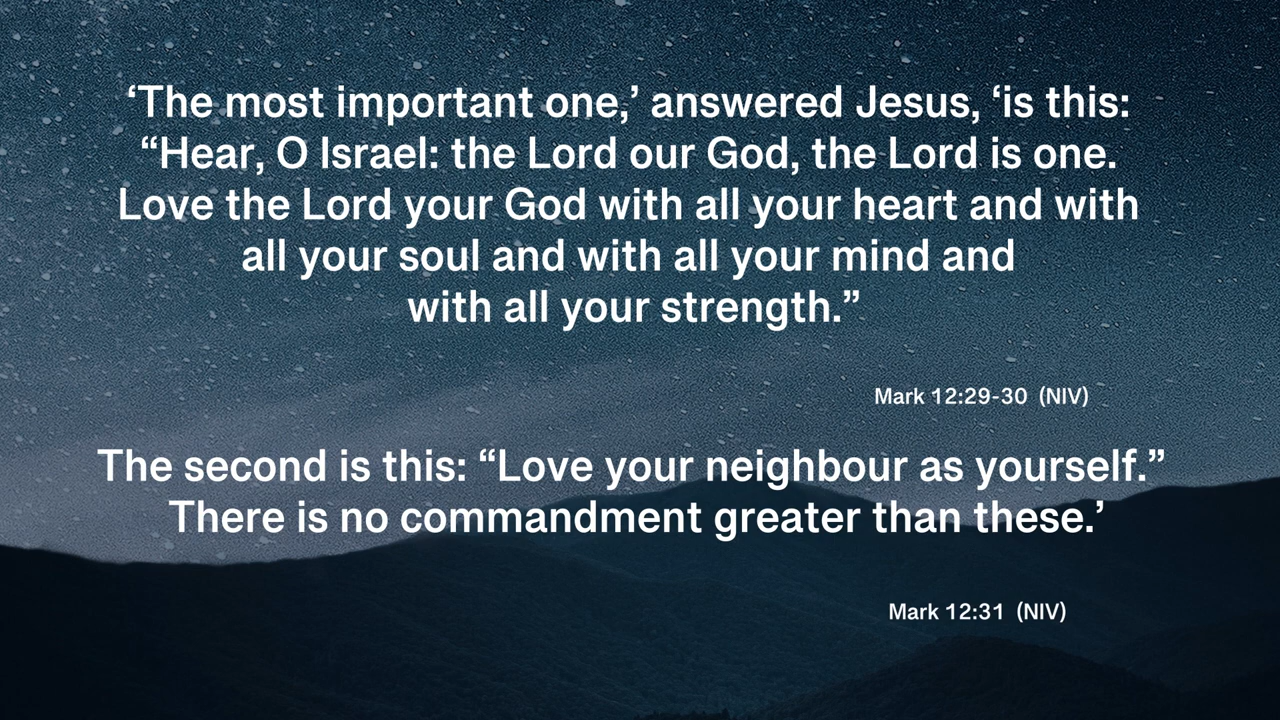 ‘The most important one,’ answered Jesus, ‘is this:
“Hear, O Israel: the Lord our God, the Lord is one.
Love the Lord your God with all your heart and with
all your soul and with all your mind and
with all your strength.”
Mark 12:29-30 (NIV)
The second is this: “Love your neighbour as yourself.”
There is no commandment greater than these.’
Mark 12:31 (NIV)